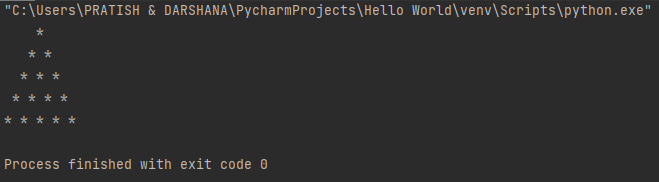 "C:\Users\PRATISH & DARSHANA\PycharmProjects\Hello World\venv\Scripts\python.exe"
    *
   * *
  * * *
 * * * *
* * * * *
Process finished with exit code 0